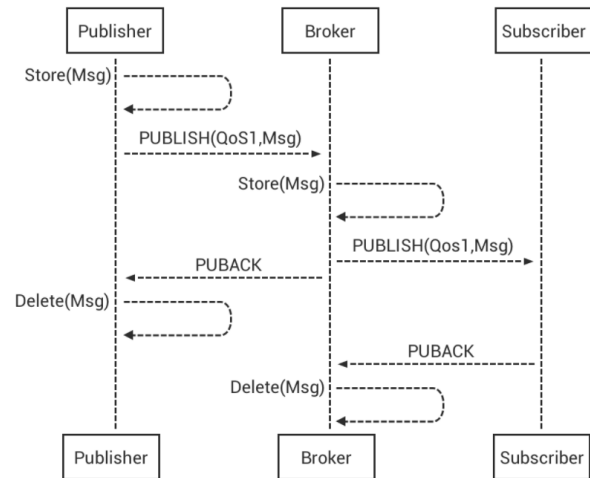 Publisher
Broker
Subscriber
Store(Msg)
PUBLISH(QoS1,Msg)
Store(Msg)
PUBLISH(Qos1,Msg)
PUBACK
Delete(Msg)
PUBACK
Delete(Msg)
Publisher
Broker
Subscriber